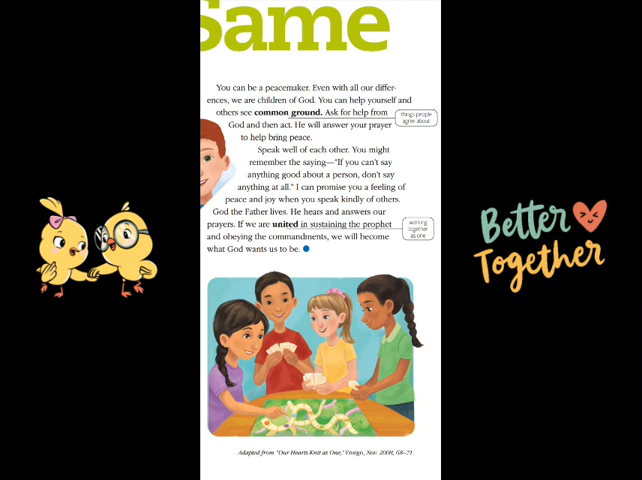 Same
You can be a peacemaker. Even with all our differ-
ences, we are children of God. You can help yourself and
others see common ground. Ask for help from
God and then act. He will answer your prayer
to help bring peace.
things people
agree about
Speak well of each other. You might
remember the saying—"If you can't say
anything good about a person, don't say
anything at all." I can promise you a feeling of
peace and joy when you speak kindly of others.
God the Father lives. He hears and answers our
prayers. If we are united in sustaining the prophet
and obeying the commandments, we will become
what God wants us to be.
working
together
as one
Adapted from "Our Hearts Knit as One," Ensign, Nov. 2008, 68–71.
Better
Together